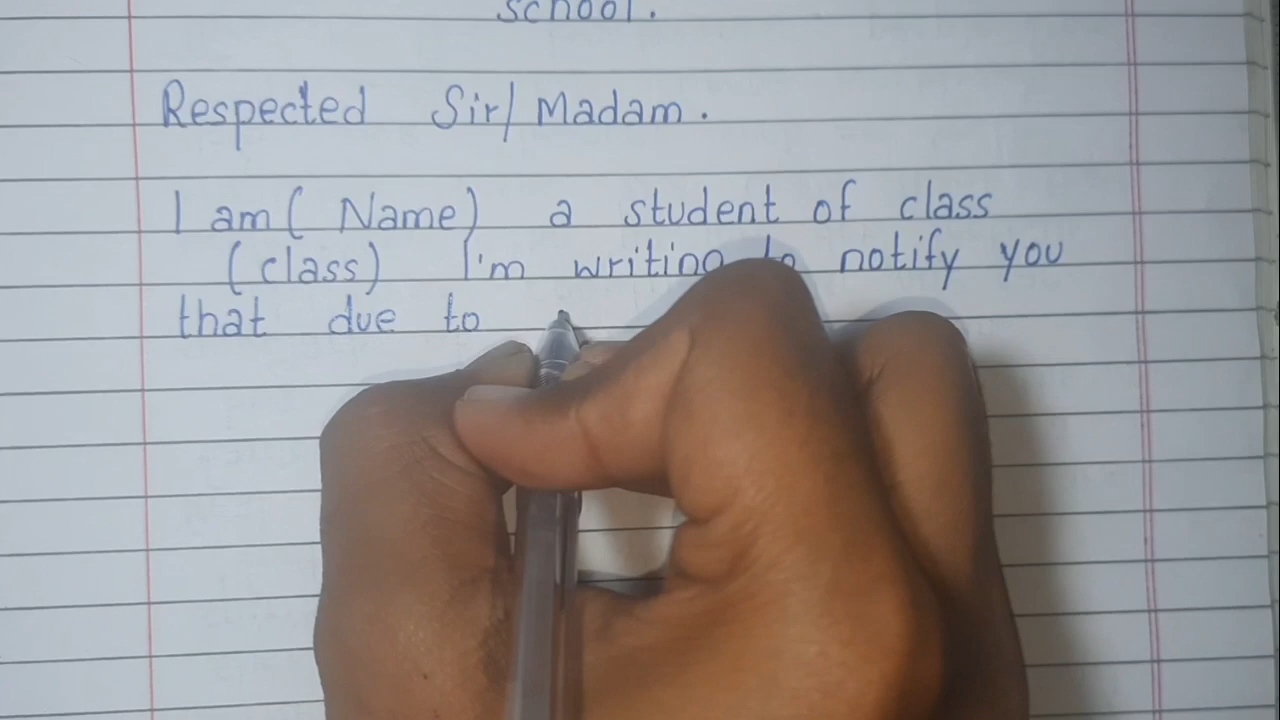 school.
Respected Sir/Madam.
I am (Name) a student of class
(class) I'm writing to notify you
that due to